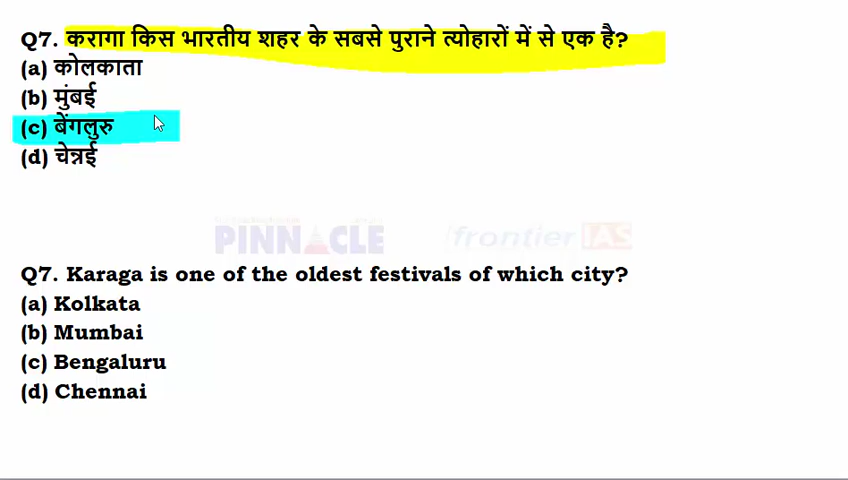 Q7. करागा किस भारतीय शहर के सबसे पुराने त्योहारों में से एक है?
(a) कोलकाता
(b) मुंबई
(c) बेंगलुरु
(d) चेन्नई
PINNACLE frontier IAS
Q7. Karaga is one of the oldest festivals of which city?
(a) Kolkata
(b) Mumbai
(c) Bengaluru
(d) Chennai